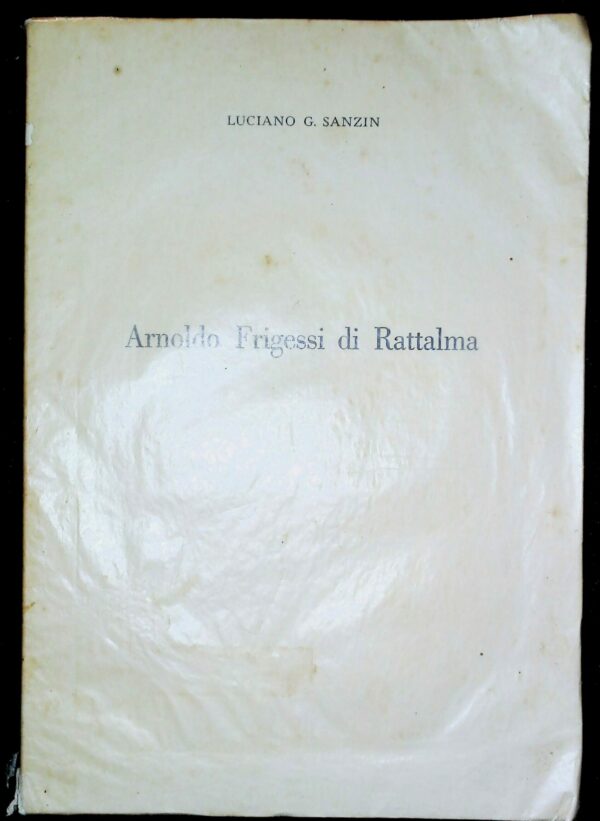 LUCIANO G. SANZIN
Arnoldo Frigessi di Rattalma